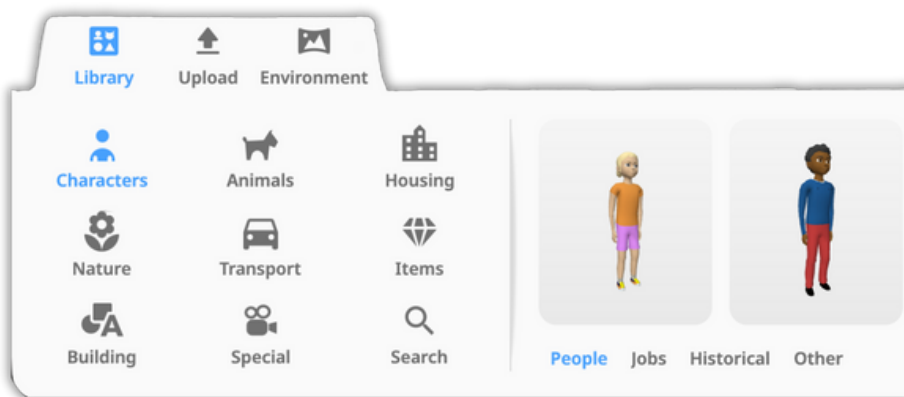 Library Upload Environment
Characters Animals Housing
Nature Transport Items
Building Special Search
People Jobs Historical Other